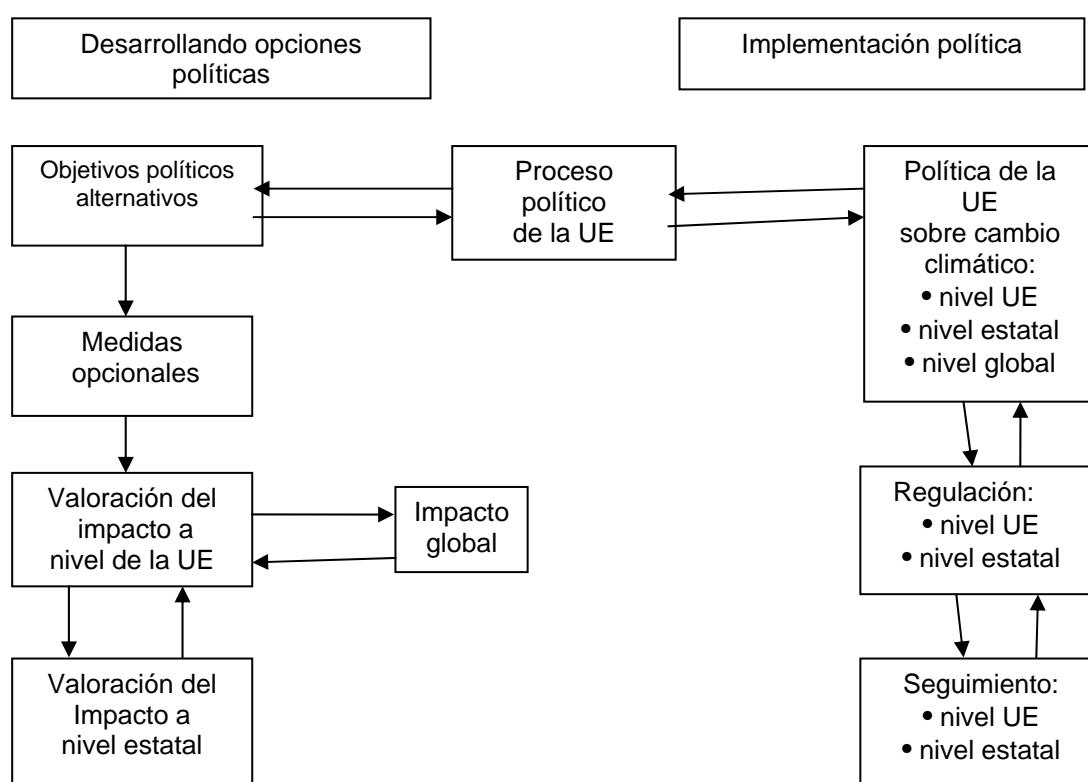 Desarrollando opciones
políticas
Implementación política
Objetivos políticos
alternativos
Proceso
político
de la UE
Política de la
UE
sobre cambio
climático:
• nivel UE
• nivel estatal
• nivel global
Medidas
opcionales
Valoración del
impacto a
nivel de la UE
Impacto
global
Regulación:
• nivel UE
• nivel estatal
Valoración del
Impacto a
nivel estatal
Seguimiento:
• nivel UE
• nivel estatal